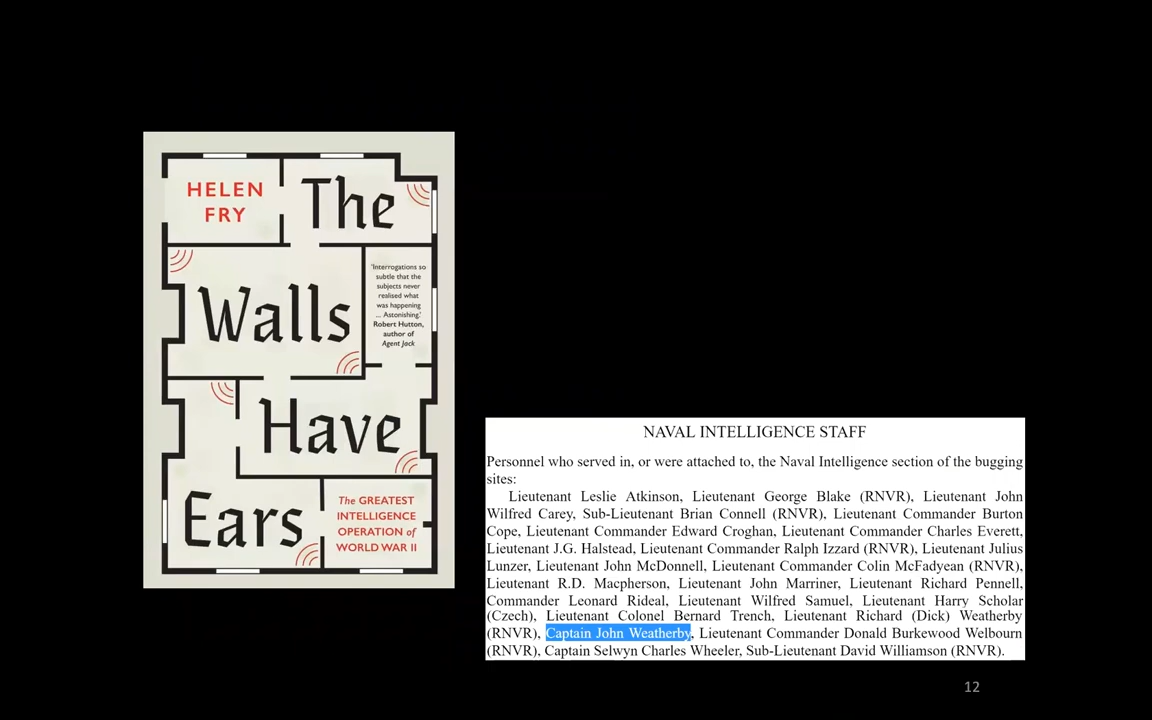 HELEN
FRY
The
Walls
'Interrogations so
subtle that the
subjects never
realised what
was happening
... Astonishing.'
Robert Hutton,
author of
Agent Jack
Have
Ears
The GREATEST
INTELLIGENCE
OPERATION of
WORLD WAR II
NAVAL INTELLIGENCE STAFF
Personnel who served in, or were attached to, the Naval Intelligence section of the bugging
sites:
Lieutenant Leslie Atkinson, Lieutenant George Blake (RNVR), Lieutenant John
Wilfred Carey, Sub-Lieutenant Brian Connell (RNVR), Lieutenant Commander Burton
Cope, Lieutenant Commander Edward Croghan, Lieutenant Commander Charles Everett,
Lieutenant J.G. Halstead, Lieutenant Commander Ralph Izzard (RNVR), Lieutenant Julius
Lunzer, Lieutenant John McDonnell, Lieutenant Commander Colin McFadyean (RNVR),
Lieutenant R.D. Macpherson, Lieutenant John Marriner, Lieutenant Richard Pennell,
Commander Leonard Rideal, Lieutenant Wilfred Samuel, Lieutenant Harry Scholar
(Czech), Lieutenant Colonel Bernard Trench, Lieutenant Richard (Dick) Weatherby
(RNVR), Captain John Weatherby, Lieutenant Commander Donald Burkewood Welbourn
(RNVR), Captain Selwyn Charles Wheeler, Sub-Lieutenant David Williamson (RNVR).
12